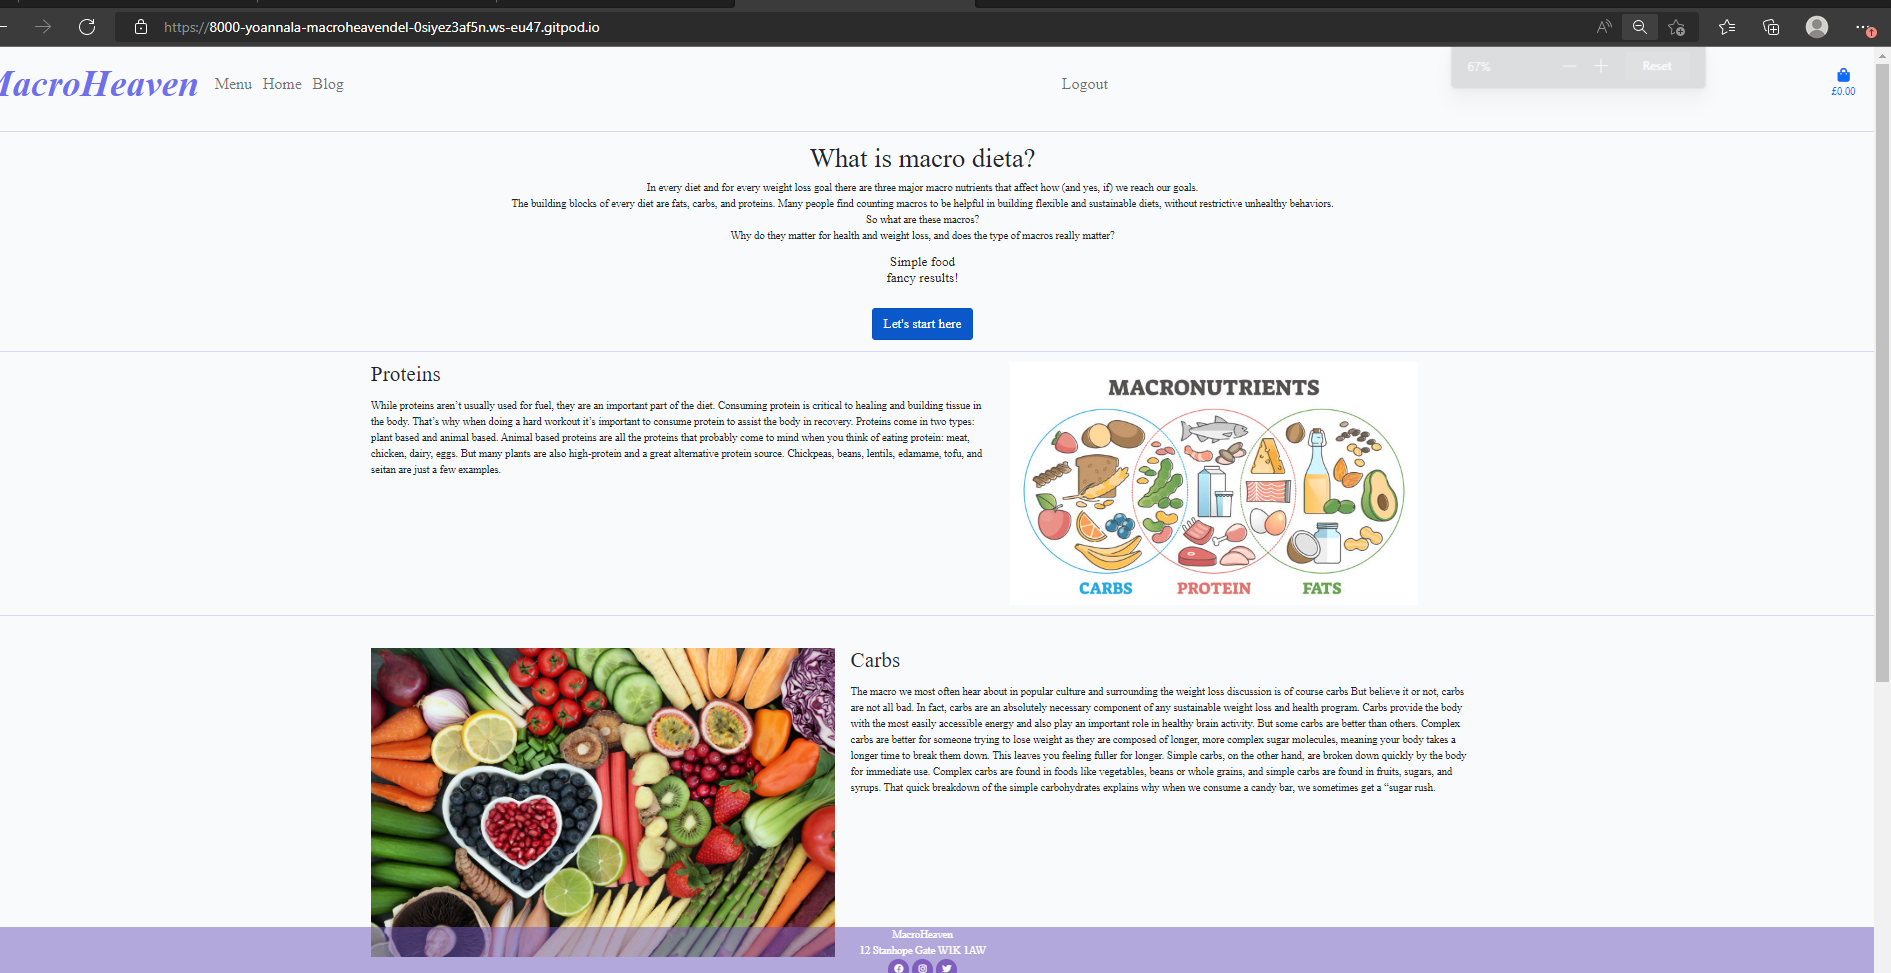 https://8000-yoannala-macroheavendel-0siyez3af5n.ws-eu47.gitpod.io
67%
Reset
MacroHeaven
Menu Home Blog
Logout
£0.00
What is macro dieta?
In every diet and for every weight loss goal there are three major macro nutrients that affect how (and yes, if) we reach our goals.
The building blocks of every diet are fats, carbs, and proteins. Many people find counting macros to be helpful in building flexible and sustainable diets, without restrictive unhealthy behaviors.
So what are these macros?
Why do they matter for health and weight loss, and does the type of macros really matter?
Simple food
fancy results!
Let's start here
Proteins
While proteins aren’t usually used for fuel, they are an important part of the diet. Consuming protein is critical to healing and building tissue in
the body. That’s why when doing a hard workout it’s important to consume protein to assist the body in recovery. Proteins come in two types:
plant based and animal based. Animal based proteins are all the proteins that probably come to mind when you think of eating protein: meat,
chicken, dairy, eggs. But many plants are also high-protein and a great alternative protein source. Chickpeas, beans, lentils, edamame, tofu, and
seitan are just a few examples.
MACRONUTRIENTS
CARBS PROTEIN FATS
Carbs
The macro we most often hear about in popular culture and surrounding the weight loss discussion is of course carbs But believe it or not, carbs
are not all bad. In fact, carbs are an absolutely necessary component of any sustainable weight loss and health program. Carbs provide the body
with the most easily accessible energy and also play an important role in healthy brain activity. But some carbs are better than others. Complex
carbs are better for someone trying to lose weight as they are composed of longer, more complex sugar molecules, meaning your body takes a
longer time to break them down. This leaves you feeling fuller for longer. Simple carbs, on the other hand, are broken down quickly by the body
for immediate use. Complex carbs are found in foods like vegetables, beans or whole grains, and simple carbs are found in fruits, sugars, and
syrups. That quick breakdown of the simple carbohydrates explains why when we consume a candy bar, we sometimes get a “sugar rush.
MacroHeaven
12 Stanhope Gate W1K 1AW